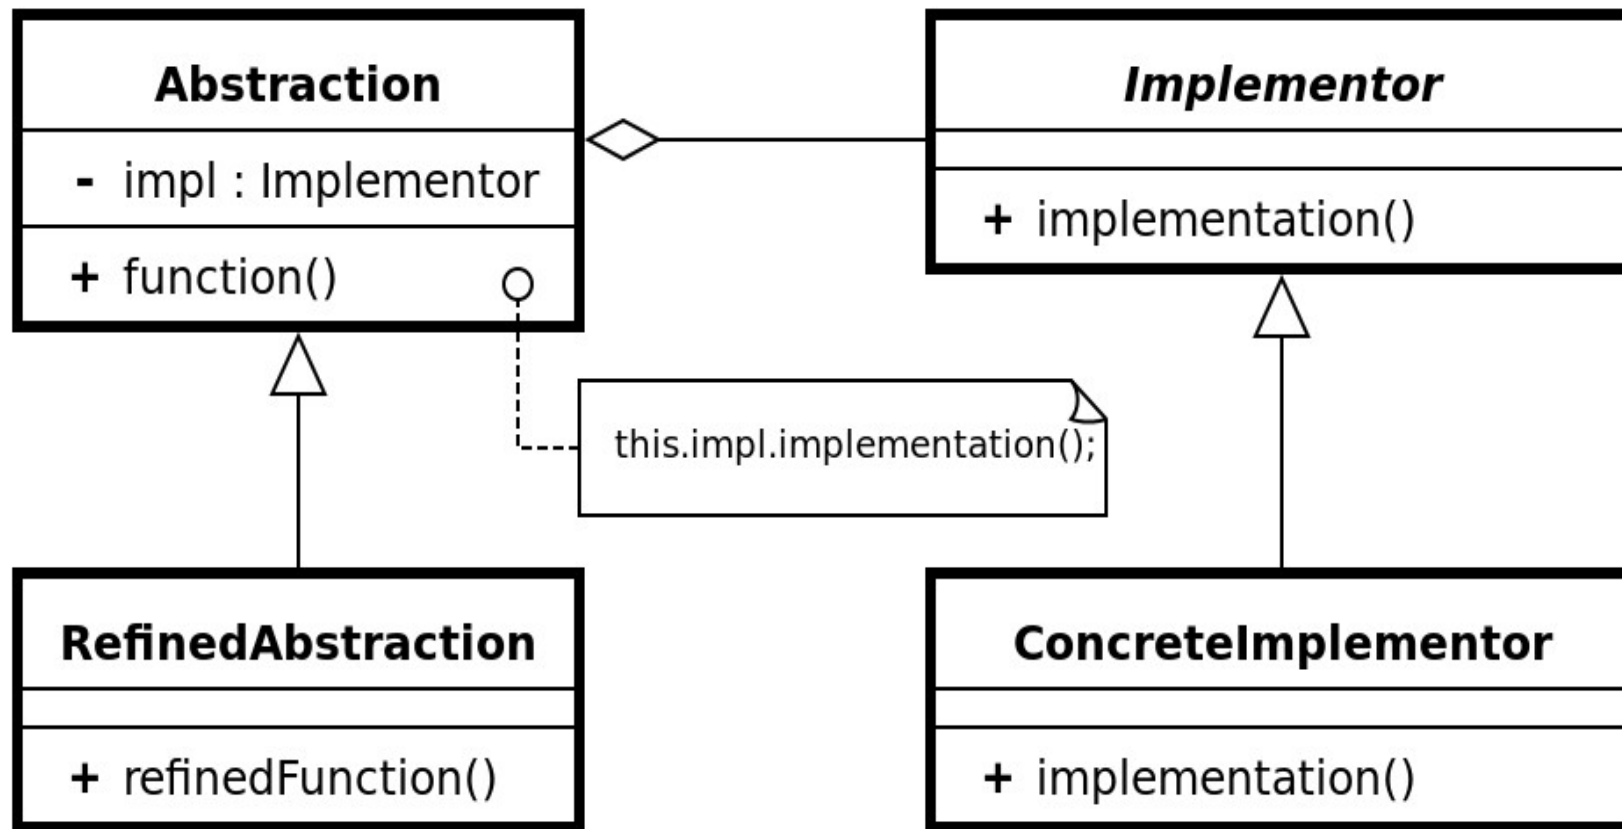 Abstraction
- impl : Implementor
+ function()
Implementor
+ implementation()
this.impl.implementation();
RefinedAbstraction
+ refinedFunction()
ConcreteImplementor
+ implementation()